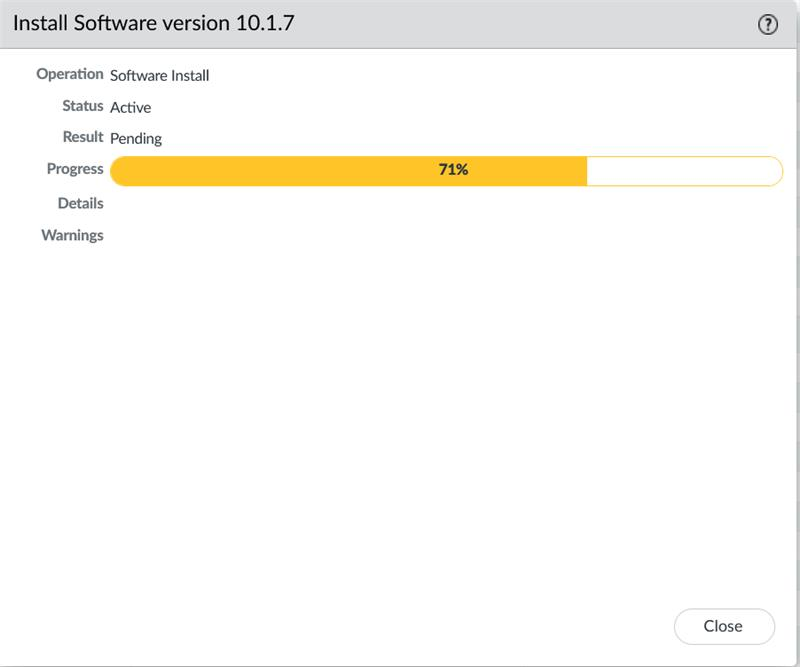 Install Software version 10.1.7
?
Operation Software Install
Status Active
Result Pending
Progress 71%
Details
Warnings
Close